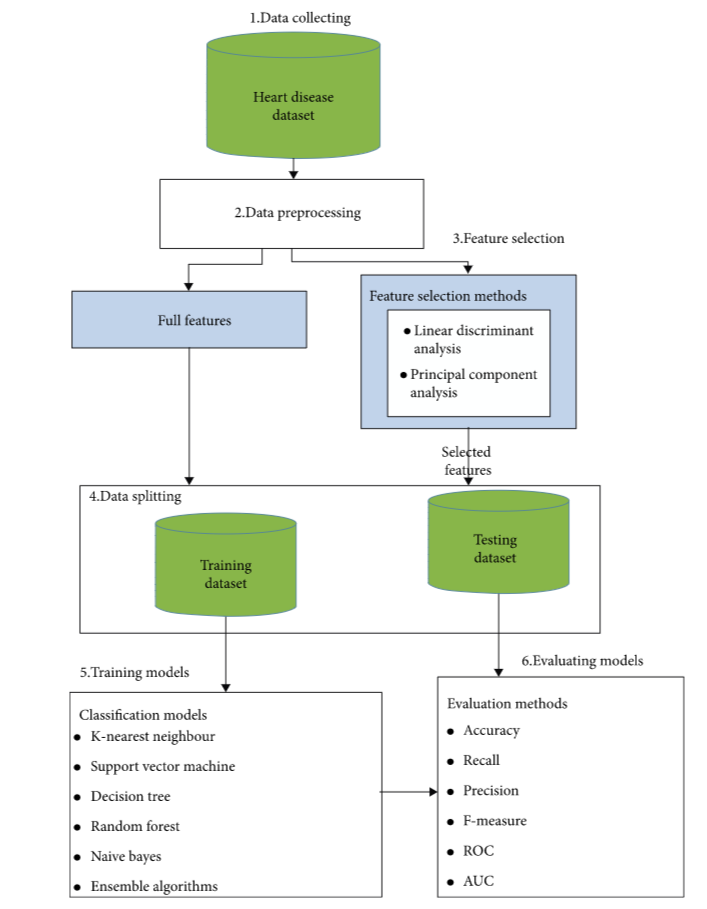 1.Data collecting
Heart disease
dataset
2.Data preprocessing
3.Feature selection
Full features
Feature selection methods
● Linear discriminant
analysis
● Principal component
analysis
Selected
features
4.Data splitting
Training
dataset
Testing
dataset
5.Training models
Classification models
● K-nearest neighbour
● Support vector machine
● Decision tree
● Random forest
● Naive bayes
● Ensemble algorithms
6.Evaluating models
Evaluation methods
● Accuracy
● Recall
● Precision
● F-measure
● ROC
● AUC